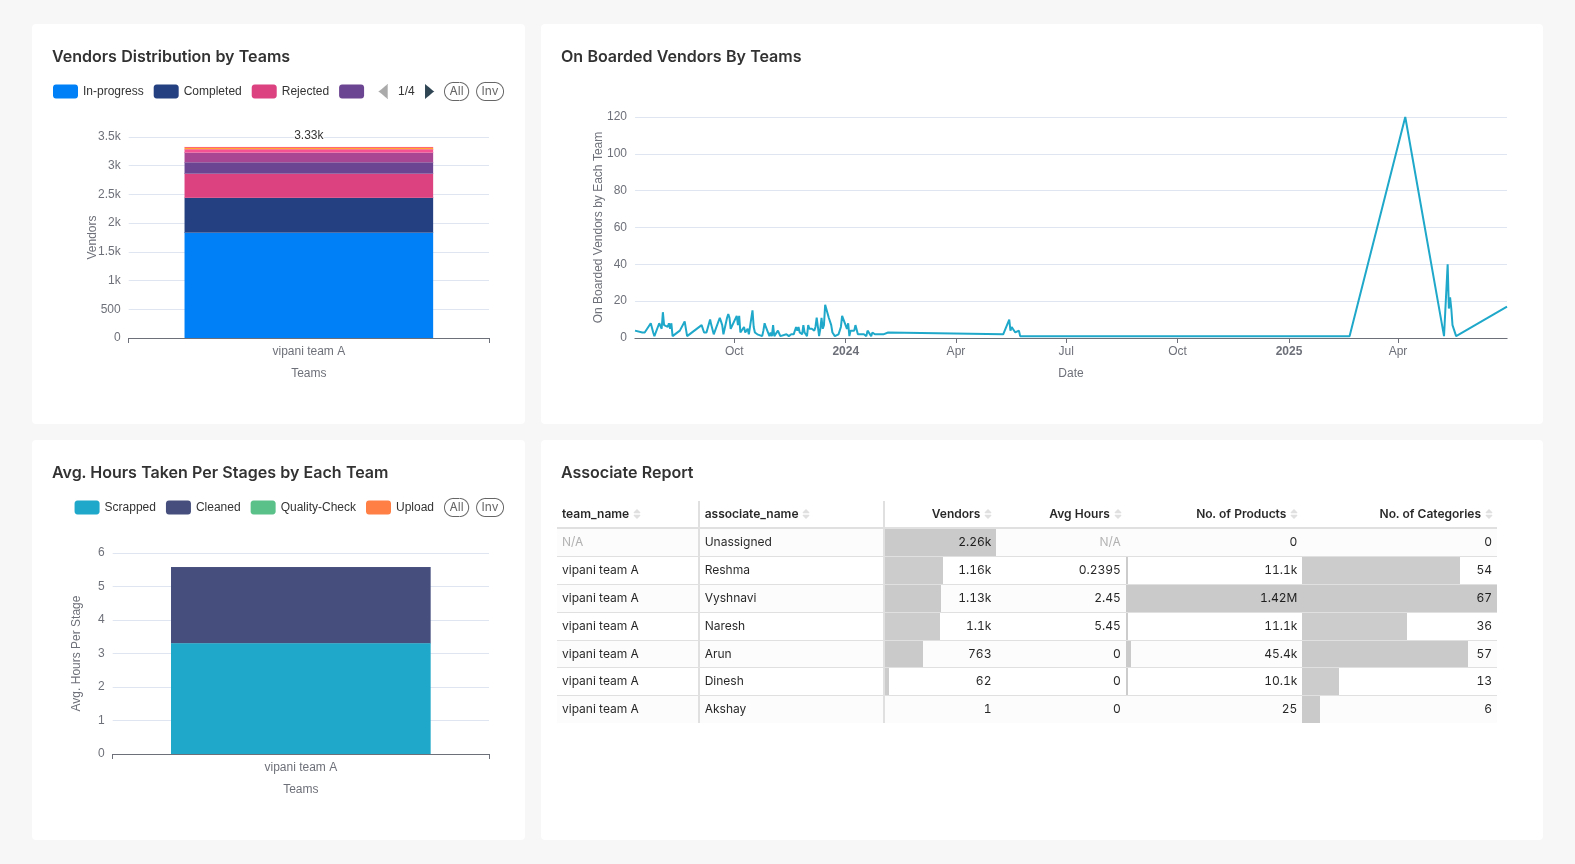 Vendors Distribution by Teams
In-progress Completed Rejected 1/4 All Inv
3.33k
3.5k
3k
2.5k
2k
1.5k
1k
500
0
Vendors
vipani team A
Teams
On Boarded Vendors By Teams
120
100
80
60
40
20
0
On Boarded Vendors by Each Team
Oct 2024 Apr Jul Oct 2025 Apr
Date
Avg. Hours Taken Per Stages by Each Team
Scrapped Cleaned Quality-Check Upload All Inv
6
5
4
3
2
1
0
Avg. Hours Per Stage
vipani team A
Teams
Associate Report
team_name associate_name Vendors Avg Hours No. of Products No. of Categories
N/A Unassigned 2.26k N/A 0 0
vipani team A Reshma 1.16k 0.2395 11.1k 54
vipani team A Vyshnavi 1.13k 2.45 1.42M 67
vipani team A Naresh 1.1k 5.45 11.1k 36
vipani team A Arun 763 0 45.4k 57
vipani team A Dinesh 62 0 10.1k 13
vipani team A Akshay 1 0 25 6